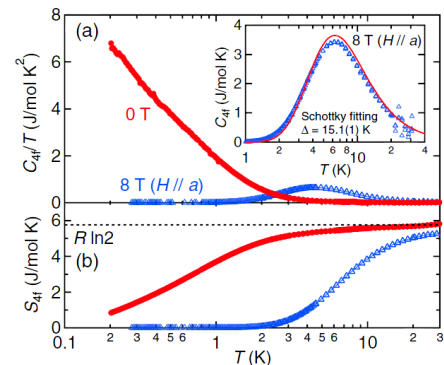 (a)
8
6
4
2
0
C4f/T (J/mol K²)
0 T
8 T (H // a)
4
3
2
1
0
C4f (J/mol K)
8 T (H // a)
Schottky fitting
Δ = 15.1(1) K
1 2 4 6 10 2 4
T (K)
6
4
2
0
S4f (J/mol K)
R ln2
(b)
0.1 2 3 4 5 6 1 2 3 4 5 6 10 2 3
T (K)